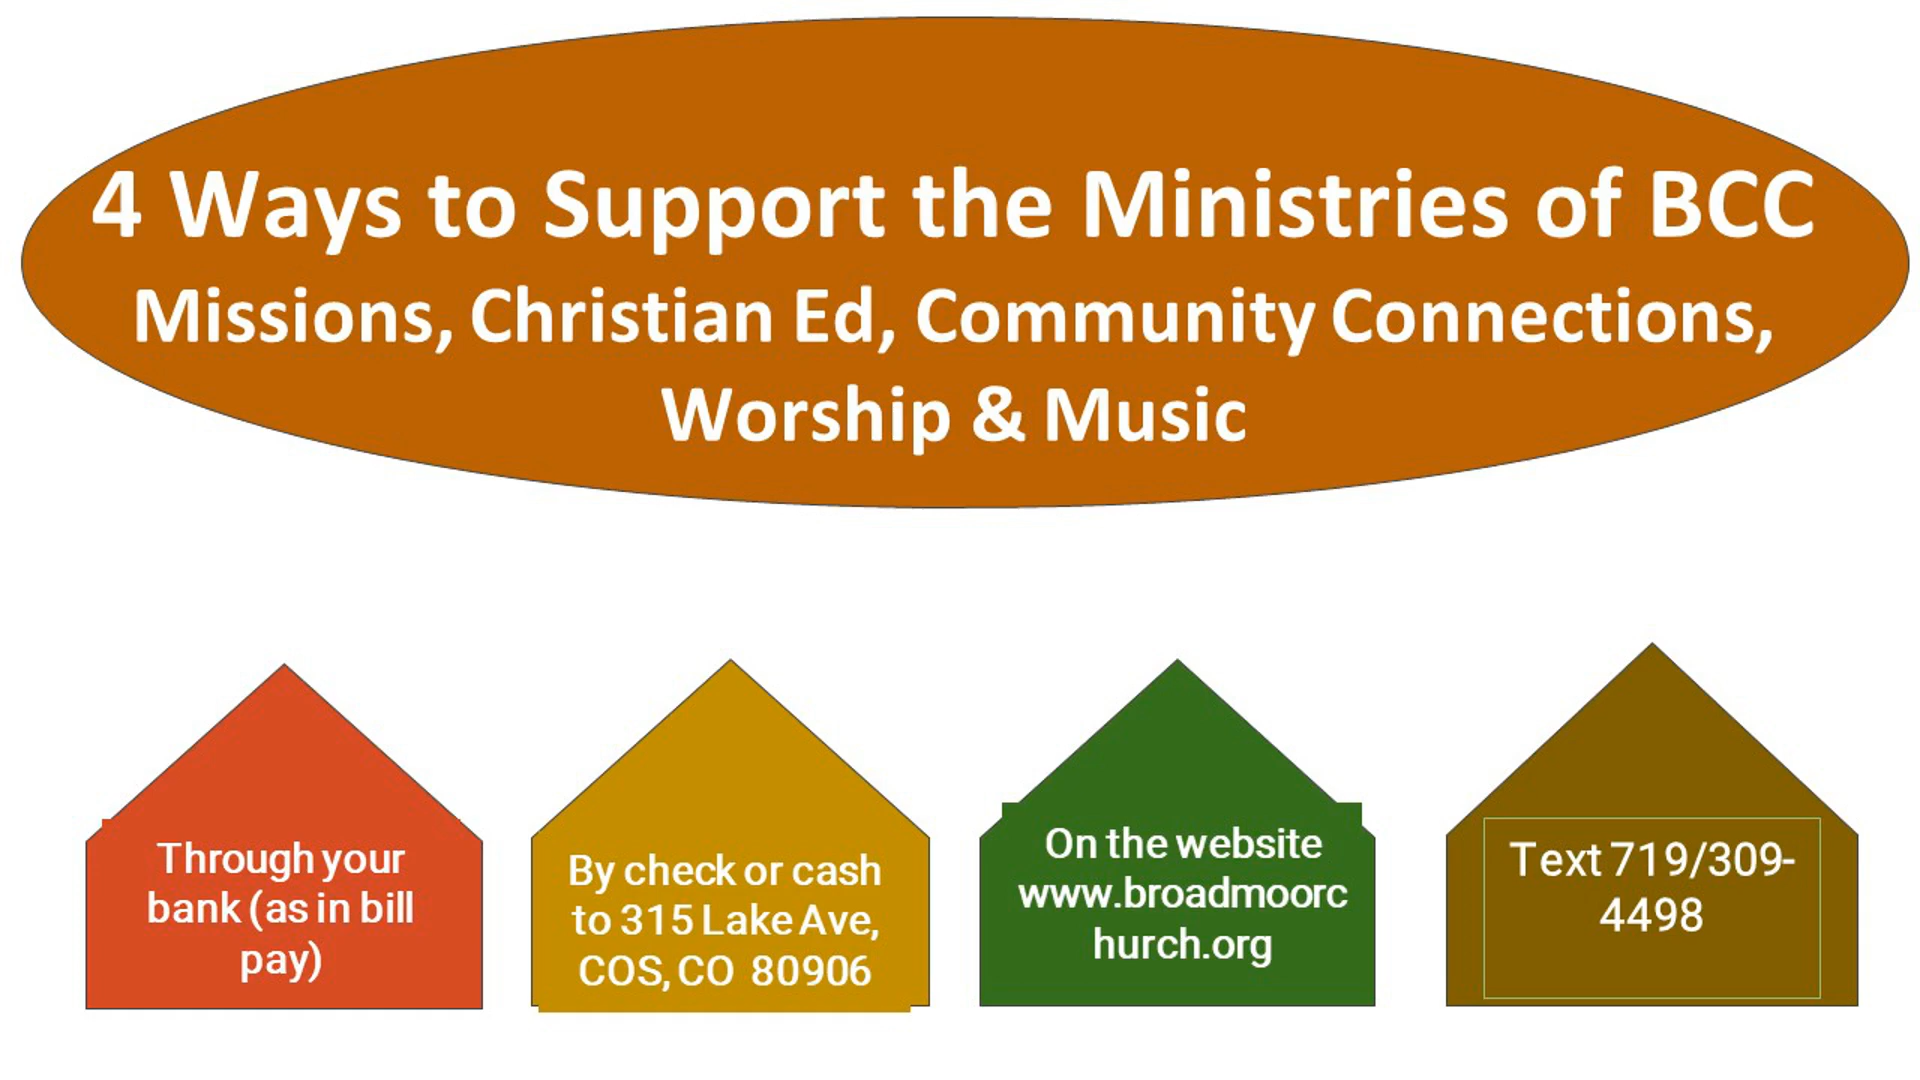 4 Ways to Support the Ministries of BCC
Missions, Christian Ed, Community Connections,
Worship & Music
Through your
bank (as in bill
pay)
By check or cash
to 315 Lake Ave,
COS, CO  80906
On the website
www.broadmoorc
hurch.org
Text 719/309-
4498